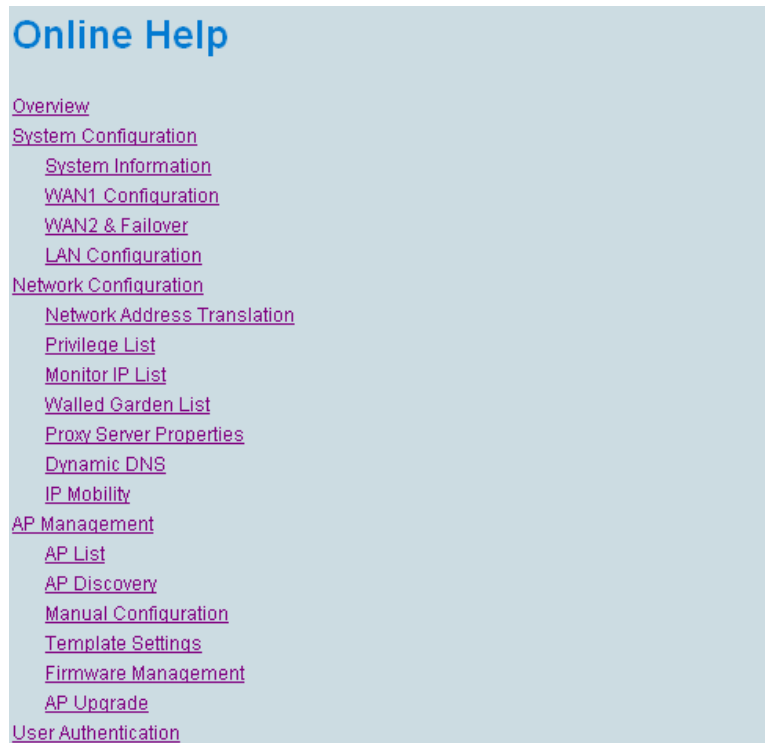 Online Help
Overview
System Configuration
System Information
WAN1 Configuration
WAN2 & Failover
LAN Configuration
Network Configuration
Network Address Translation
Privilege List
Monitor IP List
Walled Garden List
Proxy Server Properties
Dynamic DNS
IP Mobility
AP Management
AP List
AP Discovery
Manual Configuration
Template Settings
Firmware Management
AP Upgrade
User Authentication